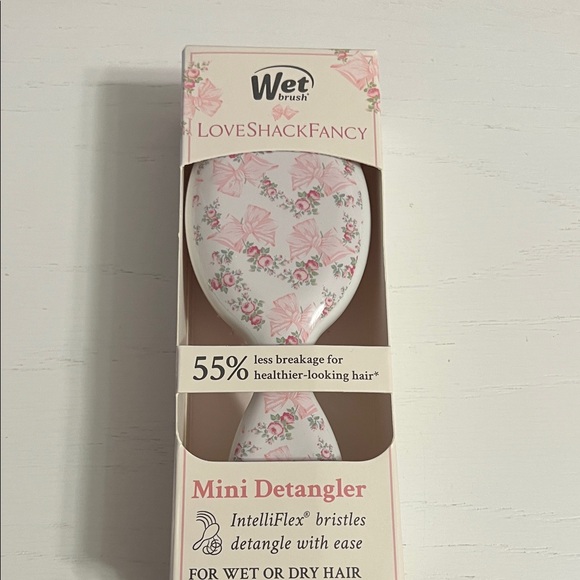 Wet
brush®
LOVESHACKFANCY
55% less breakage for
healthier-looking hair*
Mini Detangler
IntelliFlex® bristles
detangle with ease
FOR WET OR DRY HAIR